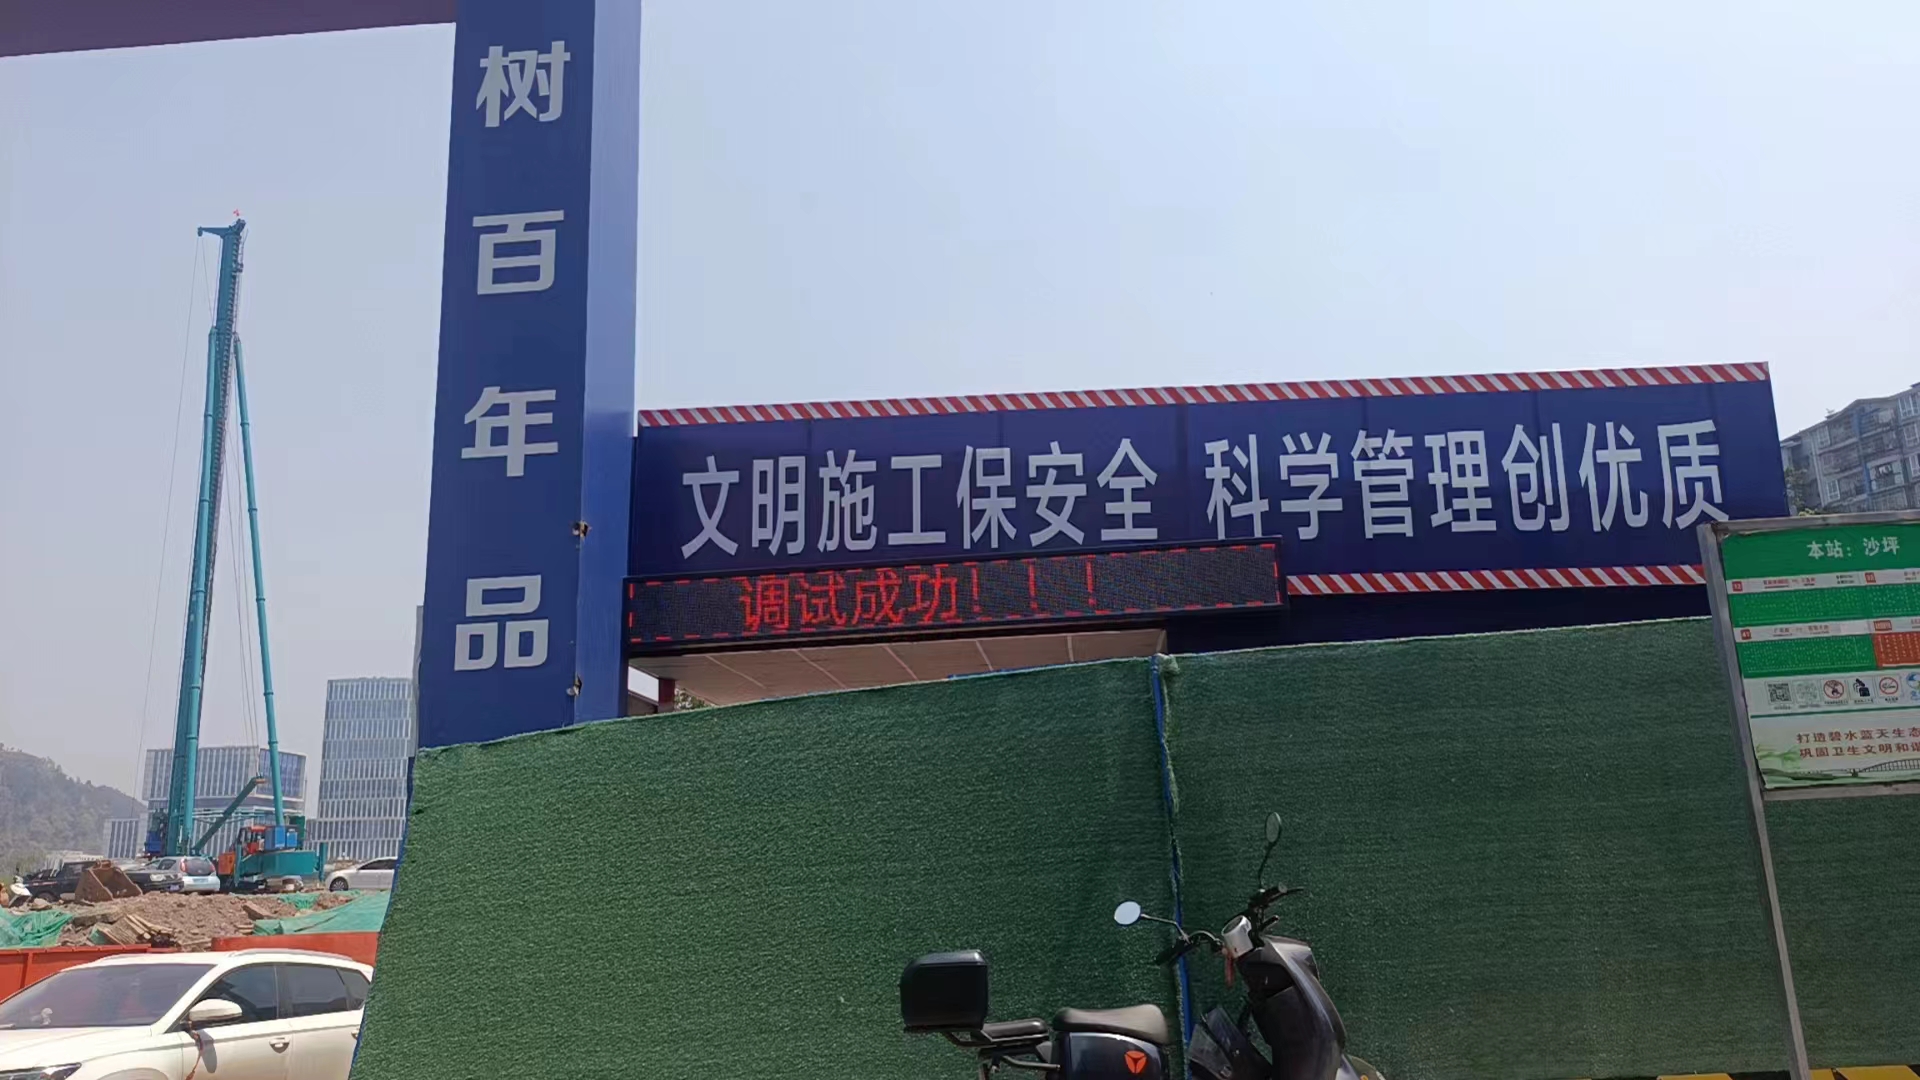 树百年品
文明施工保安全 科学管理创优质
调试成功！！！
本站：沙坪
打造碧水蓝天生态
巩固卫生文明和谐